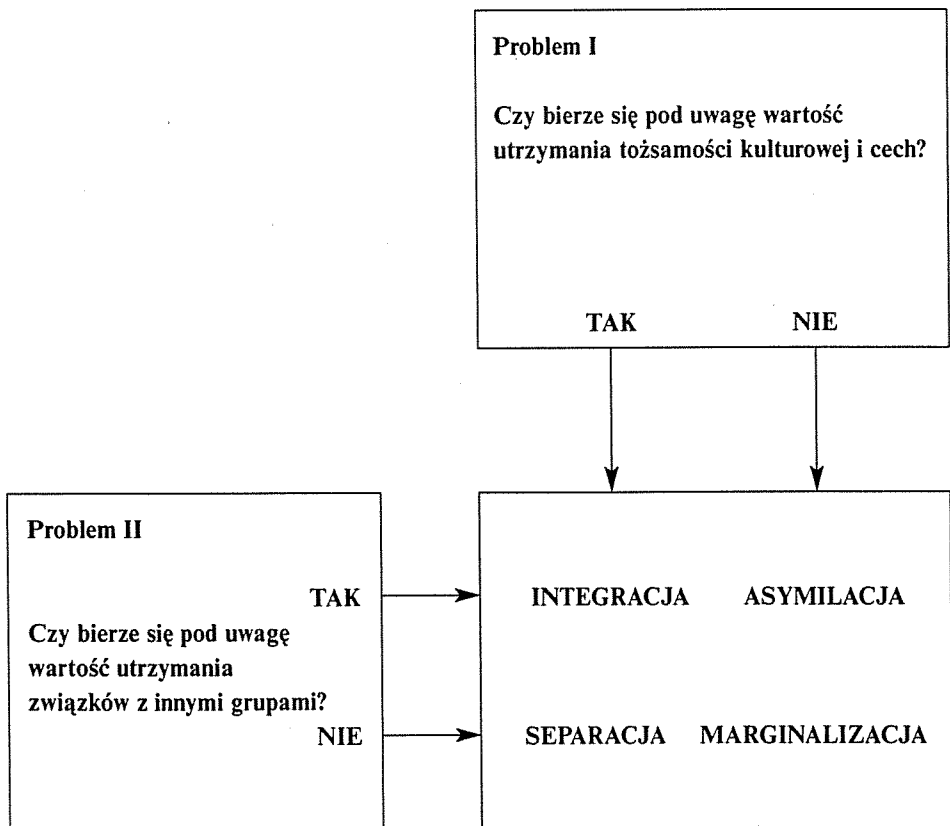 Problem I
Czy bierze się pod uwagę wartość
utrzymania tożsamości kulturowej i cech?
TAK NIE
Problem II
TAK
Czy bierze się pod uwagę
wartość utrzymania
związków z innymi grupami?
NIE
INTEGRACJA ASYMILACJA
SEPARACJA MARGINALIZACJA